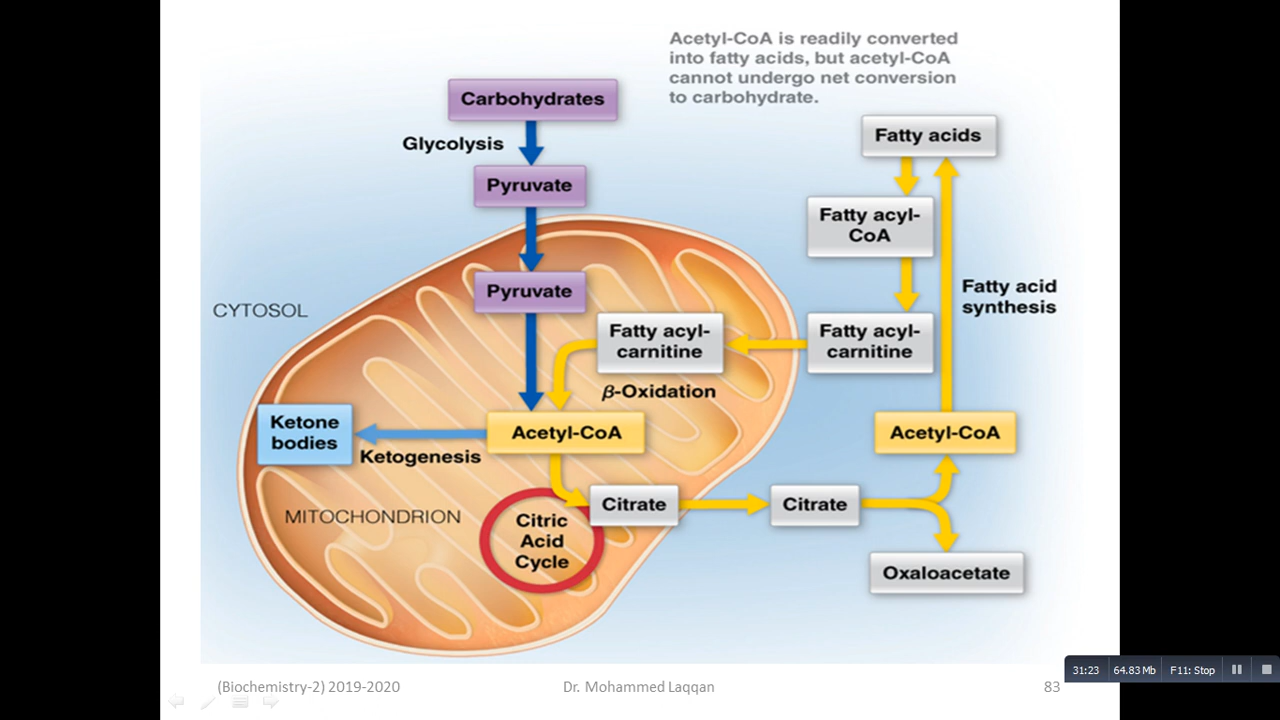 Acetyl-CoA is readily converted
into fatty acids, but acetyl-CoA
cannot undergo net conversion
to carbohydrate.
Carbohydrates
Glycolysis
Pyruvate
Pyruvate
Fatty acids
Fatty acyl-
CoA
Fatty acid
synthesis
CYTOSOL
Fatty acyl-
carnitine
Fatty acyl-
carnitine
β-Oxidation
Ketone
bodies
Ketogenesis
Acetyl-CoA
Acetyl-CoA
MITOCHONDRION
Citric
Acid
Cycle
Citrate
Citrate
Oxaloacetate
(Biochemistry-2) 2019-2020
Dr. Mohammed Laqqan
83
31:23
64.83 Mb
F11: Stop